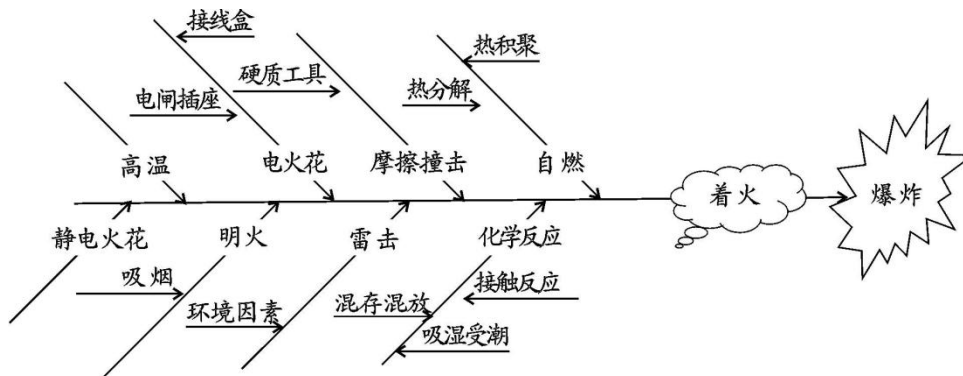 接线盒
热积聚
硬质工具
热分解
电闸插座
高温
电火花
摩擦撞击
自燃
着火
爆炸
静电火花
明火
雷击
化学反应
吸烟
接触反应
环境因素
混存混放
吸湿受潮